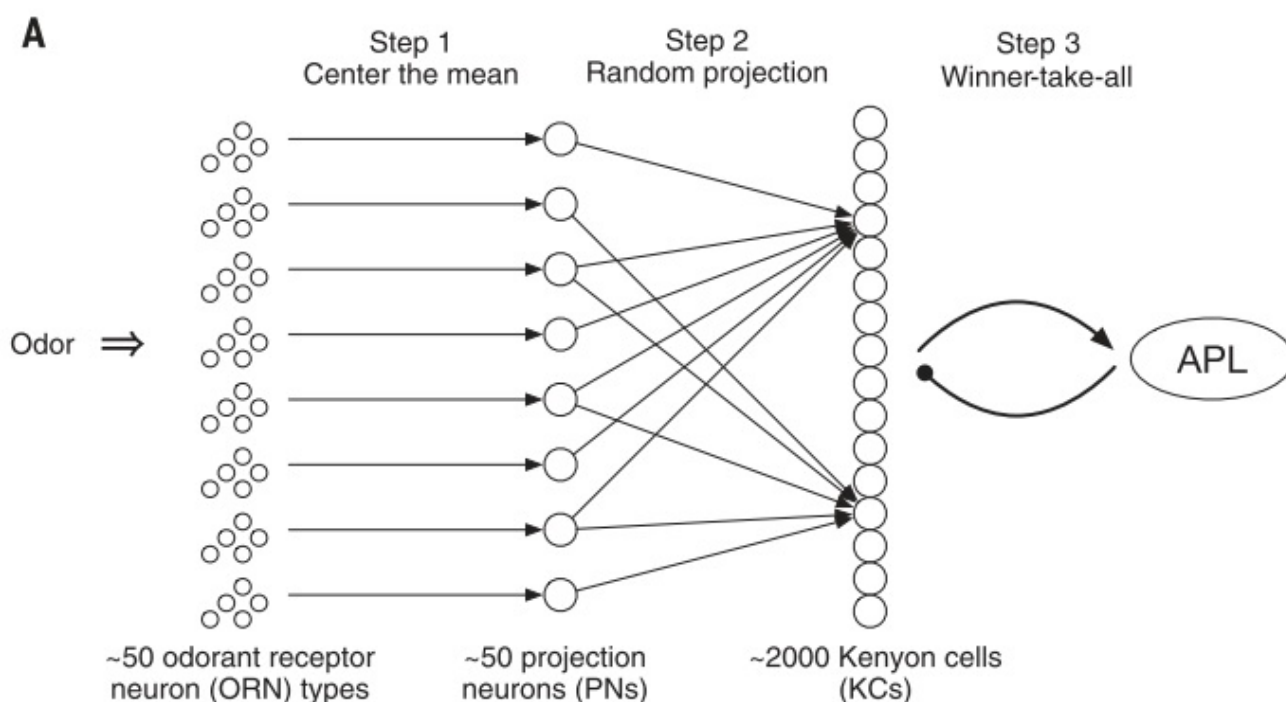 A
Step 1
Center the mean
Step 2
Random projection
Step 3
Winner-take-all
Odor ⇒
APL
~50 odorant receptor
neuron (ORN) types
~50 projection
neurons (PNs)
~2000 Kenyon cells
(KCs)